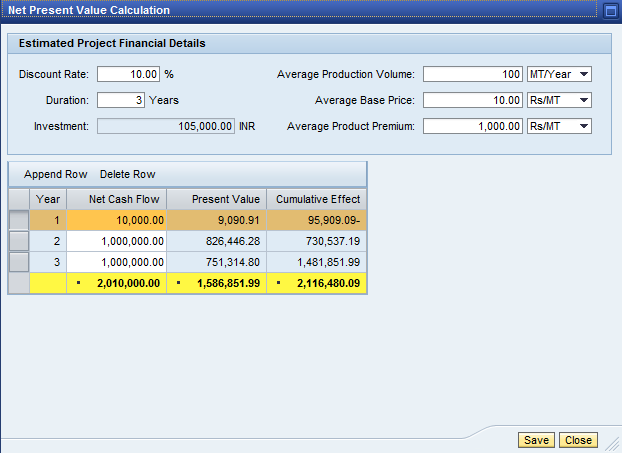 Net Present Value Calculation
Estimated Project Financial Details
Discount Rate: 10.00 % Average Production Volume: 100 MT/Year
Duration: 3 Years Average Base Price: 10.00 Rs/MT
Investment: 105,000.00 INR Average Product Premium: 1,000.00 Rs/MT
Append Row Delete Row
Year Net Cash Flow Present Value Cumulative Effect
1 10,000.00 9,090.91 95,909.09-
2 1,000,000.00 826,446.28 730,537.19
3 1,000,000.00 751,314.80 1,481,851.99
▪ 2,010,000.00 ▪ 1,586,851.99 ▪ 2,116,480.09
Save Close